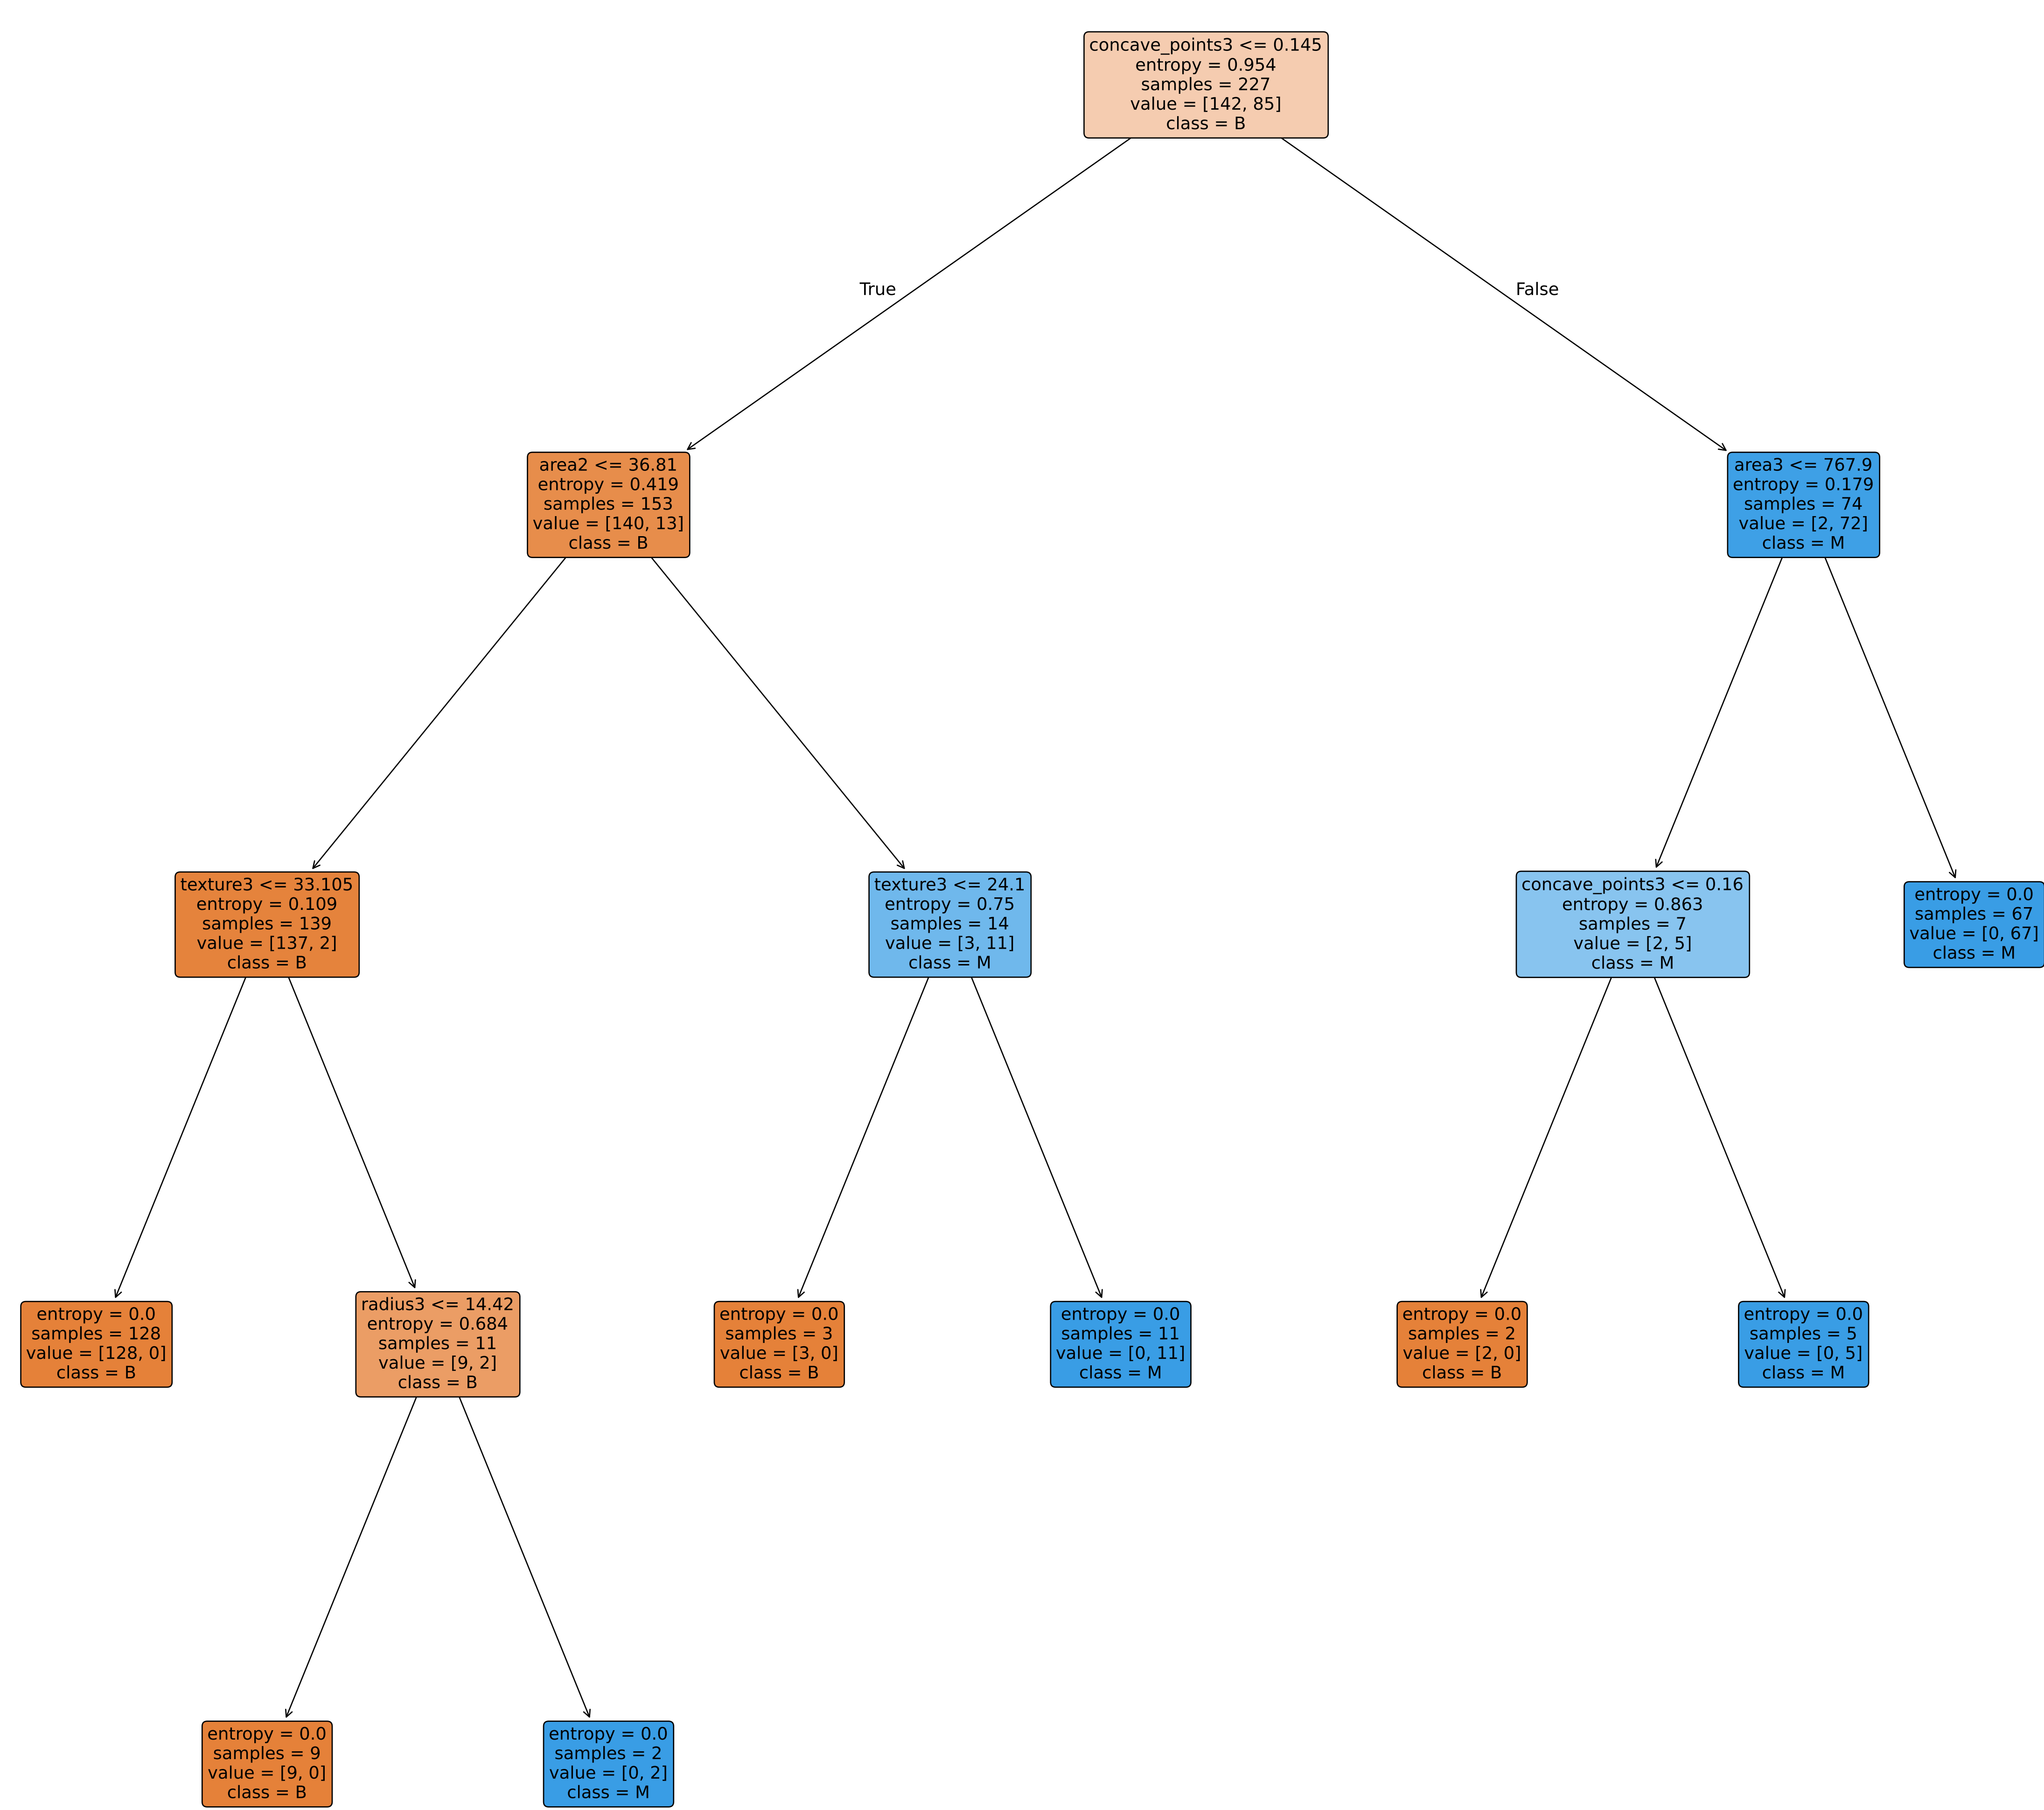 concave_points3 <= 0.145
entropy = 0.954
samples = 227
value = [142, 85]
class = B
True
False
area2 <= 36.81
entropy = 0.419
samples = 153
value = [140, 13]
class = B
area3 <= 767.9
entropy = 0.179
samples = 74
value = [2, 72]
class = M
texture3 <= 33.105
entropy = 0.109
samples = 139
value = [137, 2]
class = B
texture3 <= 24.1
entropy = 0.75
samples = 14
value = [3, 11]
class = M
concave_points3 <= 0.16
entropy = 0.863
samples = 7
value = [2, 5]
class = M
entropy = 0.0
samples = 67
value = [0, 67]
class = M
entropy = 0.0
samples = 128
value = [128, 0]
class = B
radius3 <= 14.42
entropy = 0.684
samples = 11
value = [9, 2]
class = B
entropy = 0.0
samples = 3
value = [3, 0]
class = B
entropy = 0.0
samples = 11
value = [0, 11]
class = M
entropy = 0.0
samples = 2
value = [2, 0]
class = B
entropy = 0.0
samples = 5
value = [0, 5]
class = M
entropy = 0.0
samples = 9
value = [9, 0]
class = B
entropy = 0.0
samples = 2
value = [0, 2]
class = M